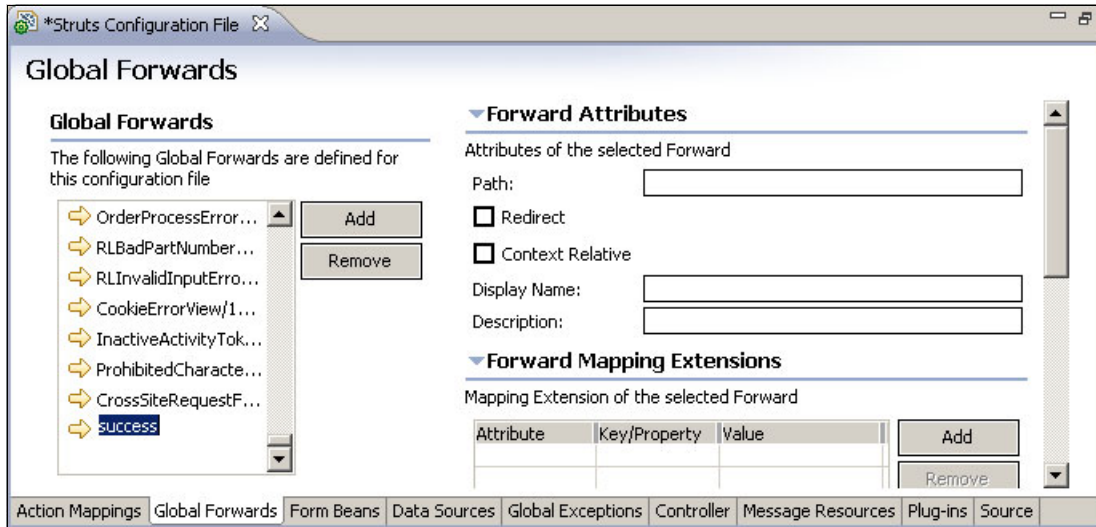 *Struts Configuration File
Global Forwards
Global Forwards
The following Global Forwards are defined for
this configuration file
OrderProcessError...
RLBadPartNumber...
RLInvalidInputErro...
CookieErrorView/1...
InactiveActivityTok...
ProhibitedCharacte...
CrossSiteRequestF...
success
Add
Remove
Forward Attributes
Attributes of the selected Forward
Path:
Redirect
Context Relative
Display Name:
Description:
Forward Mapping Extensions
Mapping Extension of the selected Forward
Attribute Key/Property Value
Add
Remove
Action Mappings Global Forwards Form Beans Data Sources Global Exceptions Controller Message Resources Plug-ins Source